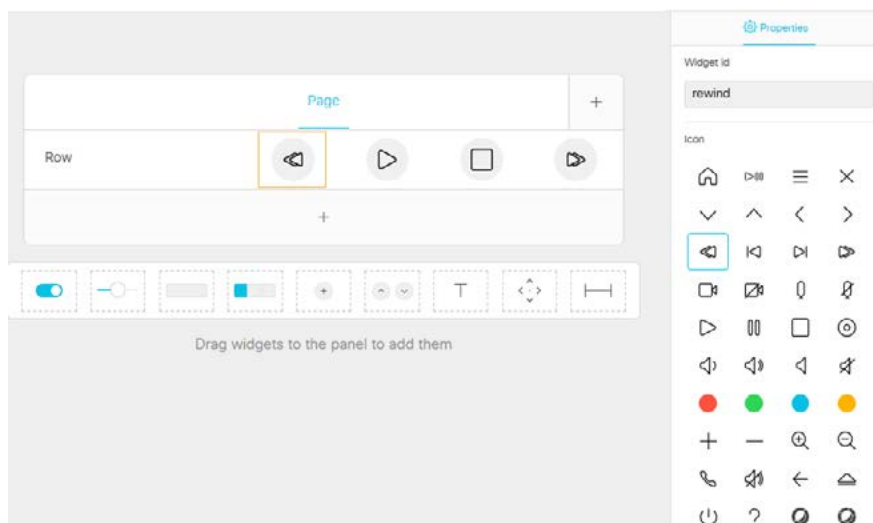 Properties
Widget id
rewind
Icon
Page
Row
Drag widgets to the panel to add them